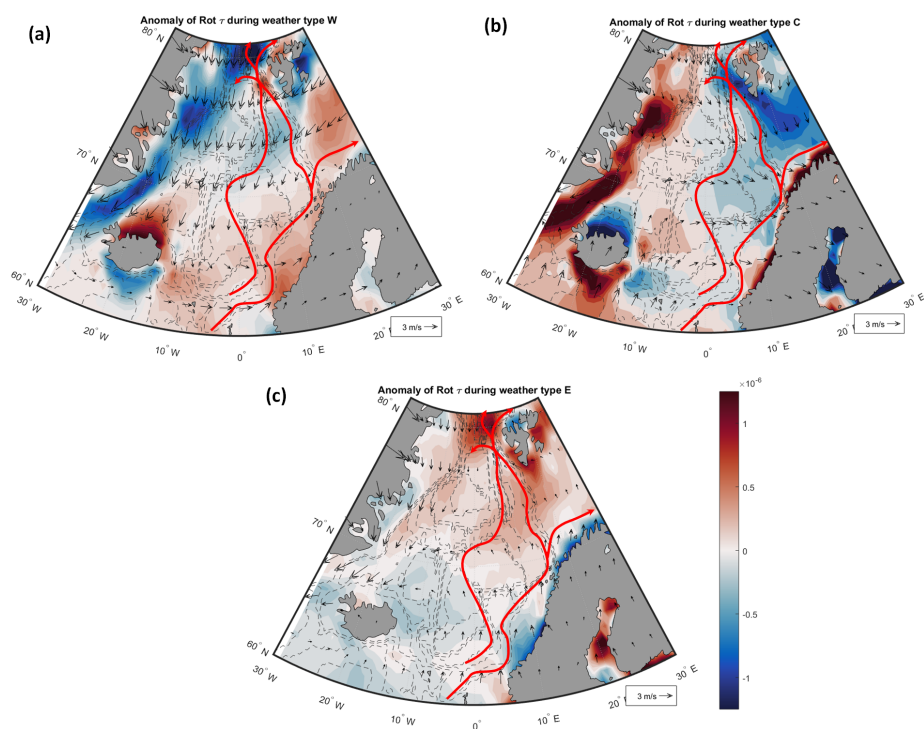 (a)
Anomaly of Rot τ during weather type W
80° N
70° N
60° N
30° W
20° W
10° W
0°
10° E
20°
30° E
3 m/s
(b)
Anomaly of Rot τ during weather type C
80° N
70° N
60° N
30° W
20° W
10° W
0°
10° E
20°
30° E
3 m/s
(c)
Anomaly of Rot τ during weather type E
80° N
70° N
60° N
30° W
20° W
10° W
0°
10° E
20° E
30° E
3 m/s
×10⁻⁶
1
0.5
0
-0.5
-1